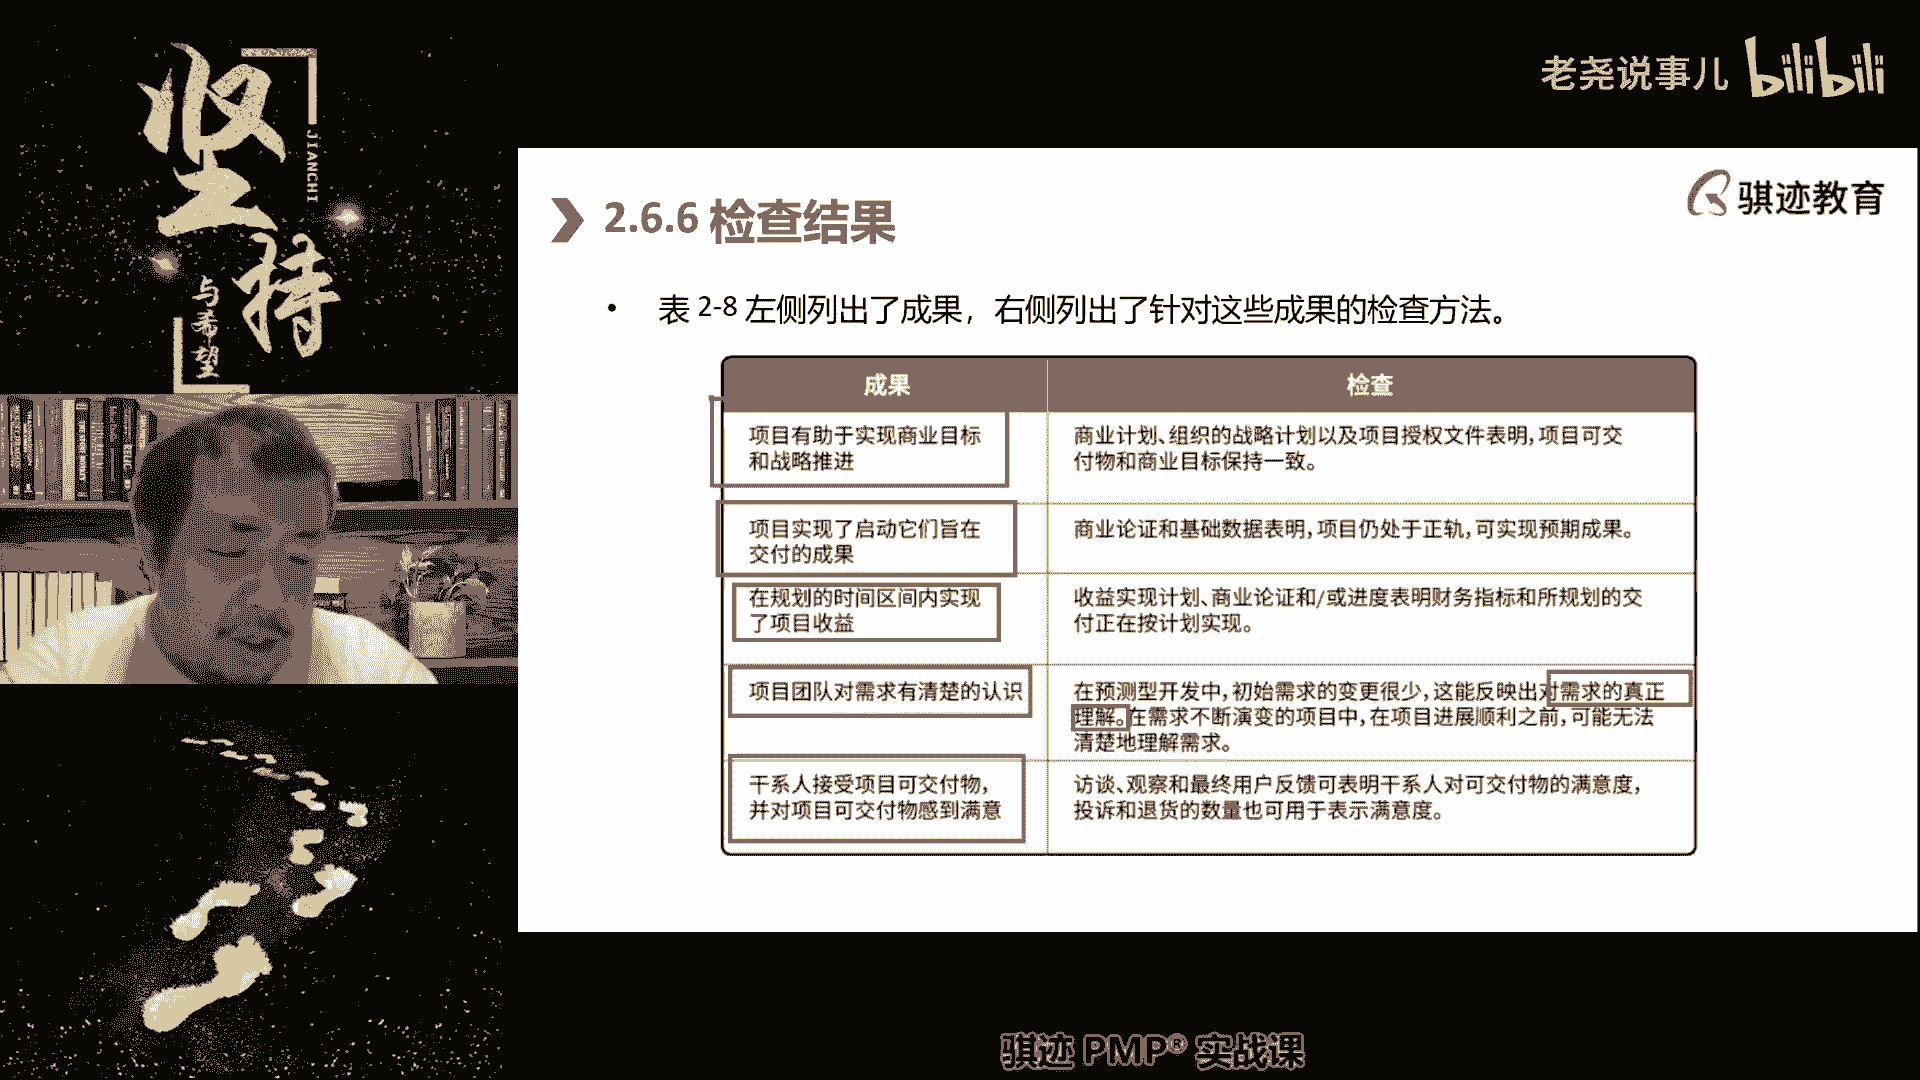 坚持
JIANCHI
与希望
老尧说事儿 bilibili
骐迹教育
2.6.6 检查结果
• 表 2-8 左侧列出了成果，右侧列出了针对这些成果的检查方法。
成果 检查
项目有助于实现商业目标
和战略推进
商业计划、组织的战略计划以及项目授权文件表明，项目可交
付物和商业目标保持一致。
项目实现了启动它们旨在
交付的成果
商业论证和基础数据表明，项目仍处于正轨，可实现预期成果。
在规划的时间区间内实现
了项目收益
收益实现计划、商业论证和/或进度表明财务指标和所规划的交
付正在按计划实现。
项目团队对需求有清楚的认识
在预测型开发中，初始需求的变更很少，这能反映出对需求的真正
理解。在需求不断演变的项目中，在项目进展顺利之前，可能无法
清楚地理解需求。
干系人接受项目可交付物，
并对项目可交付物感到满意
访谈、观察和最终用户反馈可表明干系人对可交付物的满意度，
投诉和退货的数量也可用于表示满意度。
骐迹 PMP® 实战课